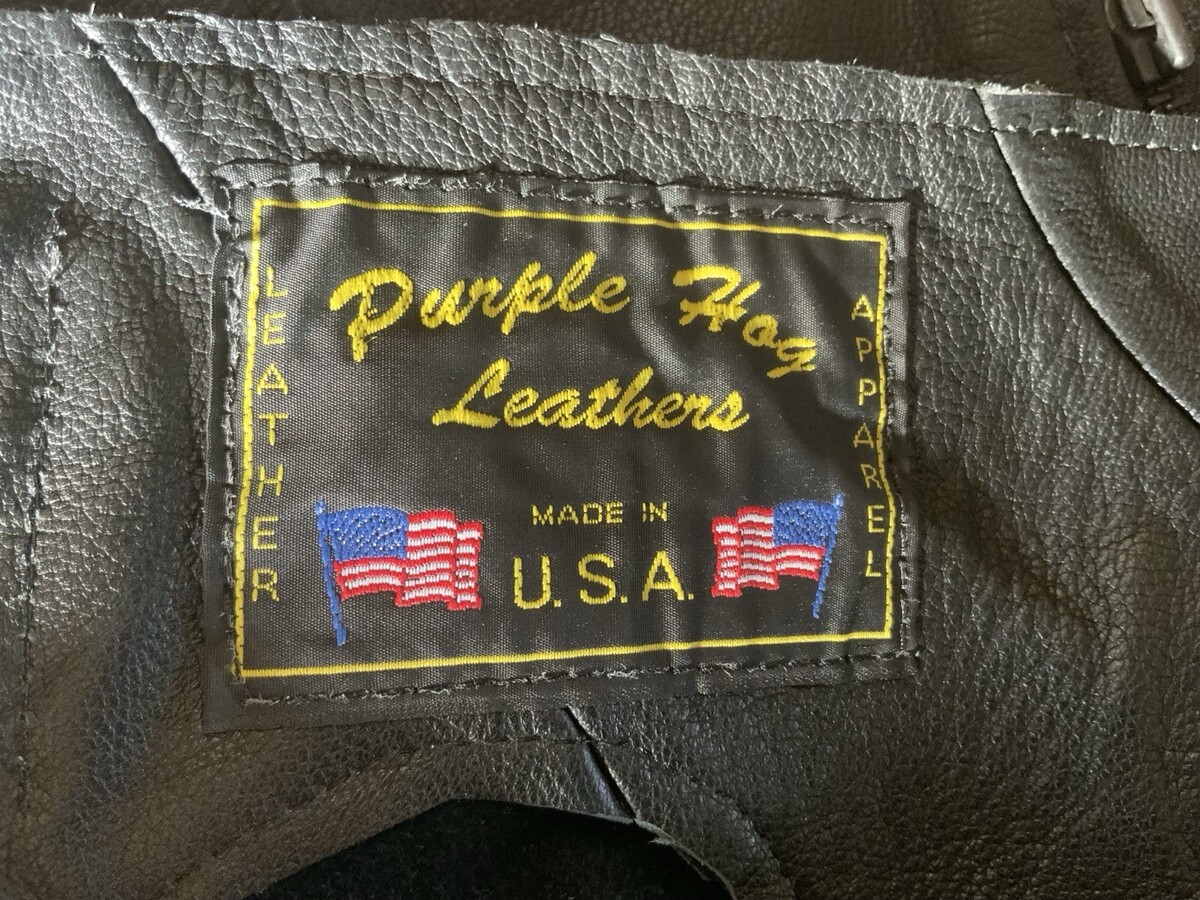 LEATHER
Purple Hog
Leathers
MADE IN
U.S.A.
APPAREL